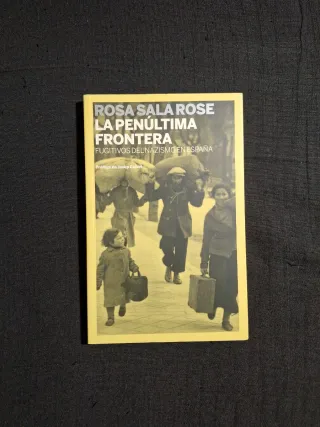 ROSA SALA ROSE
LA PENÚLTIMA
FRONTERA
FUGITIVOS DEL NAZISMO EN ESPAÑA